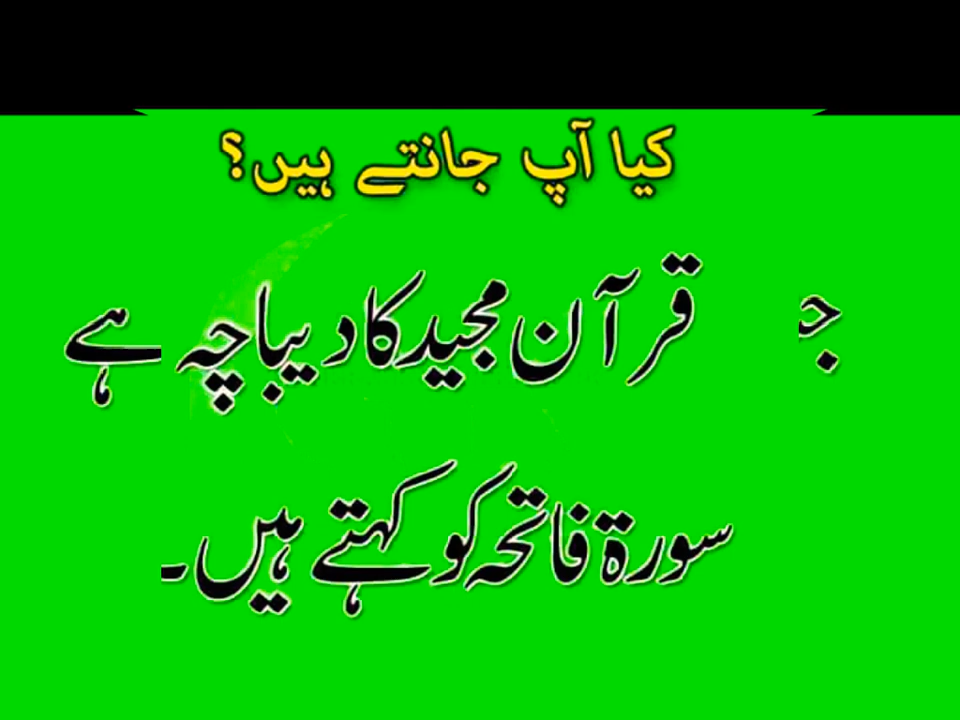 کیا آپ جانتے ہیں؟
قرآن مجید کا دیباچہ ہے
سورۃ فاتحہ کو کہتے ہیں۔